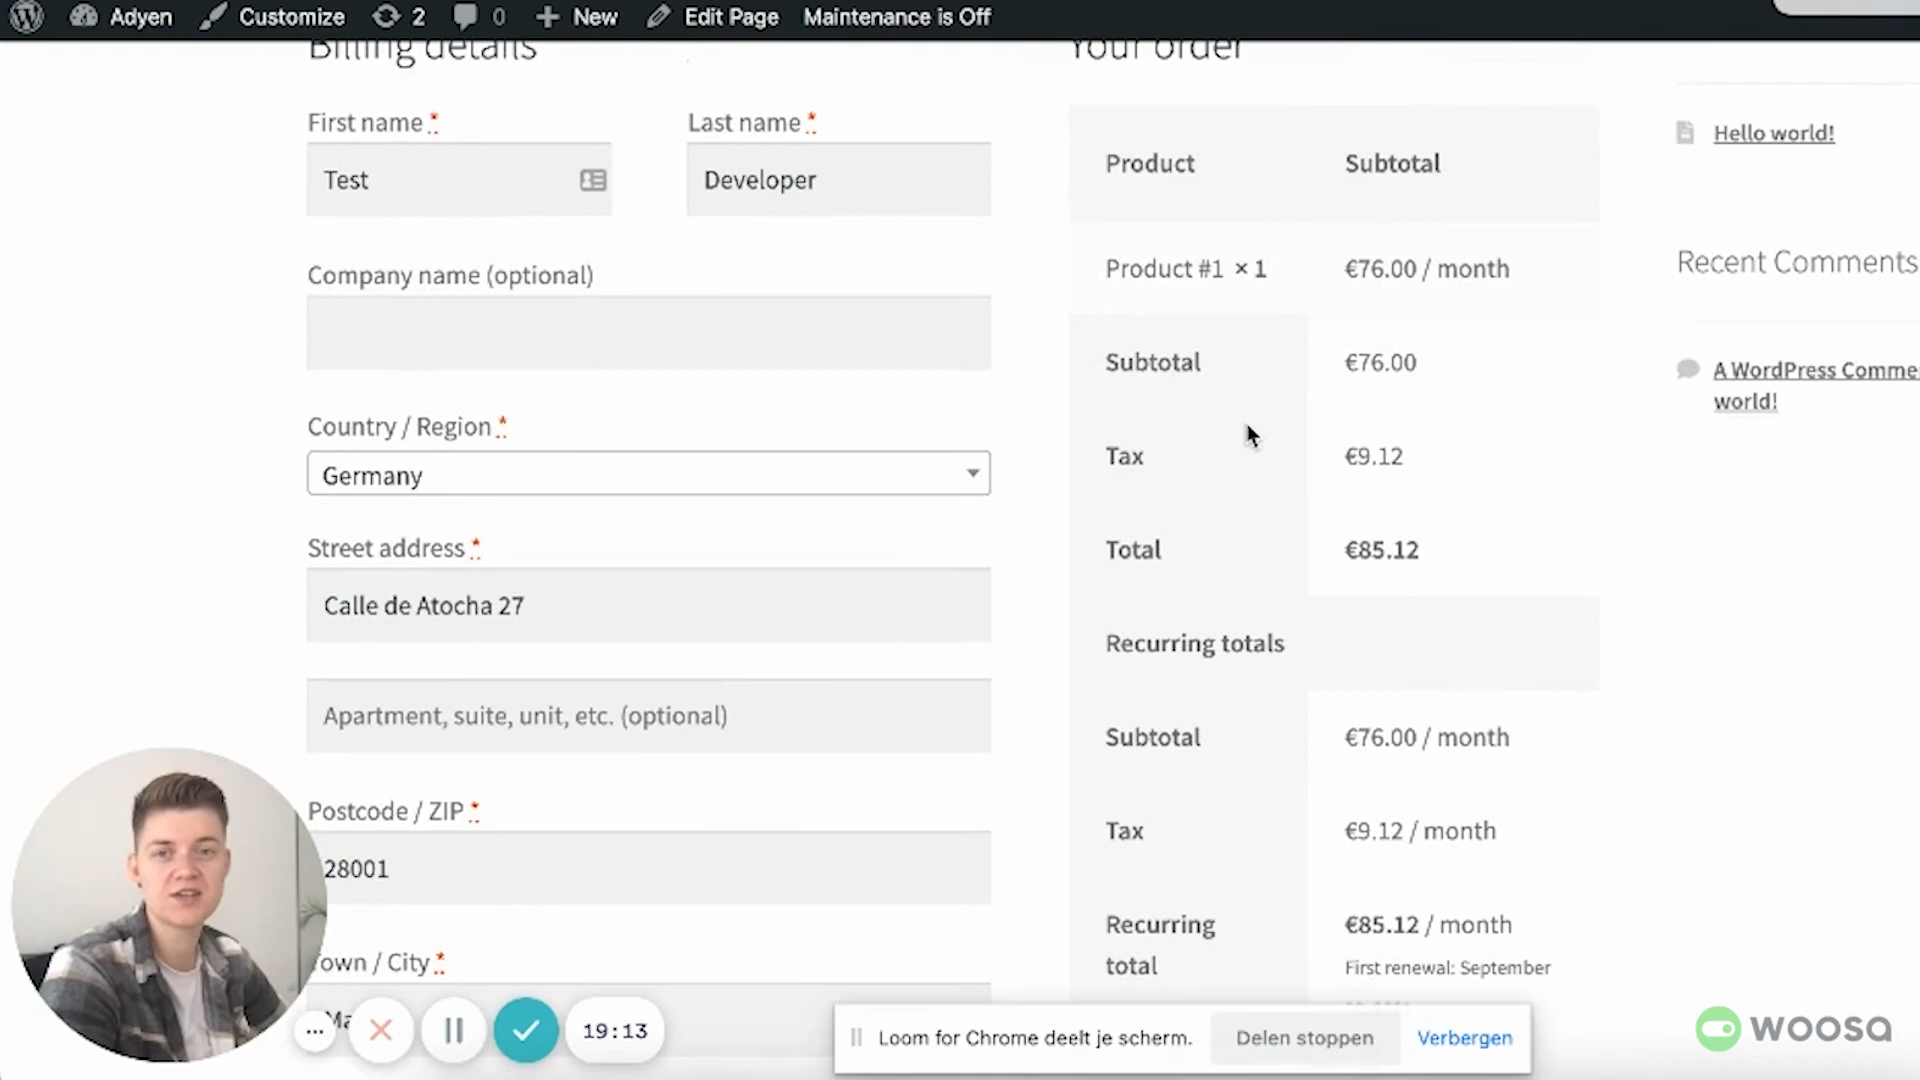 Adyen Customize 2 0 New Edit Page Maintenance is Off
Billing details
First name *
Last name *
Test
Developer
Company name (optional)
Country / Region *
Germany
Street address *
Calle de Atocha 27
Apartment, suite, unit, etc. (optional)
Postcode / ZIP *
28001
Town / City *
Ma
Your order
Product Subtotal
Product #1 × 1 €76.00 / month
Subtotal €76.00
Tax €9.12
Total €85.12
Recurring totals
Subtotal €76.00 / month
Tax €9.12 / month
Recurring total €85.12 / month
First renewal: September
Hello world!
Recent Comments
A WordPress Comme
world!
19:13
Loom for Chrome deelt je scherm. Delen stoppen Verbergen
woosa